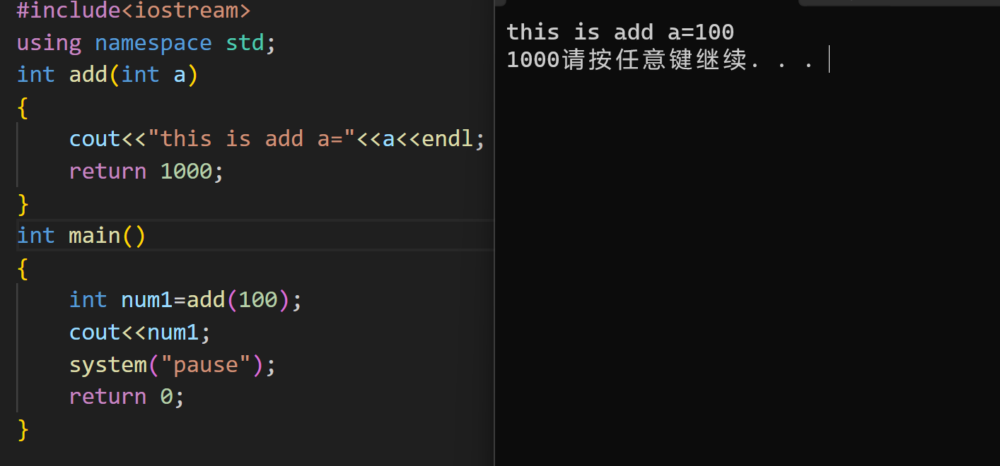 #include<iostream>
using namespace std;
int add(int a)
{
    cout<<"this is add a="<<a<<endl;
    return 1000;
}
int main()
{
    int num1=add(100);
    cout<<num1;
    system("pause");
    return 0;
}
this is add a=100
1000请按任意键继续. . .